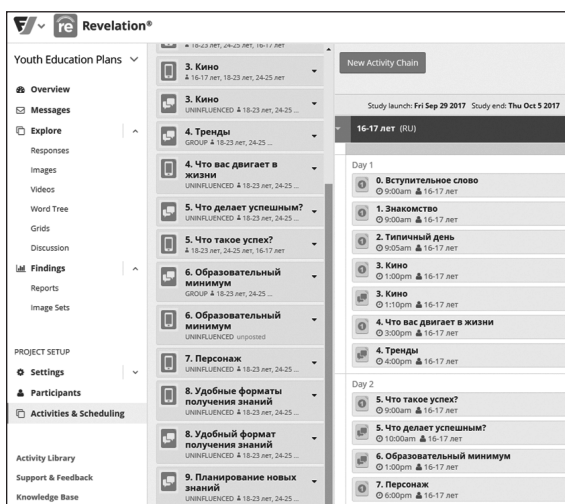 re Revelation®
Youth Education Plans
Overview
Messages
Explore
Responses
Images
Videos
Word Tree
Grids
Discussion
Findings
Reports
Image Sets
PROJECT SETUP
Settings
Participants
Activities & Scheduling
Activity Library
Support & Feedback
Knowledge Base
18-23 лет, 24-25 лет, 16-17 лет
3. Кино
16-17 лет, 18-23 лет, 24-25 лет
3. Кино
UNINFLUENCED 18-23 лет, 24-25 ...
4. Тренды
GROUP 18-23 лет, 24-25 ...
4. Что вас двигает в
жизни
UNINFLUENCED 18-23 лет, 24-25 ...
5. Что делает успешным?
UNINFLUENCED 18-23 лет, 24-25 ...
5. Что такое успех?
18-23 лет, 24-25 лет, 16-17 лет
6. Образовательный
минимум
GROUP 18-23 лет, 24-25 ...
6. Образовательный
минимум
UNINFLUENCED unposted
7. Персонаж
UNINFLUENCED 18-23 лет, 24-25 ...
8. Удобные форматы
получения знаний
UNINFLUENCED 18-23 лет, 24-25 ...
8. Удобный формат
получения знаний
UNINFLUENCED 18-23 лет, 24-25 ...
9. Планирование новых
знаний
UNINFLUENCED 18-23 лет, 24-25 ...
New Activity Chain
Study launch: Fri Sep 29 2017 Study end: Thu Oct 5 2017
16-17 лет (RU)
Day 1
0. Вступительное слово
9:00am 16-17 лет
1. Знакомство
9:00am 16-17 лет
2. Типичный день
9:05am 16-17 лет
3. Кино
1:00pm 16-17 лет
3. Кино
1:10pm 16-17 лет
4. Что вас двигает в жизни
3:00pm 16-17 лет
4. Тренды
4:00pm 16-17 лет
Day 2
5. Что такое успех?
9:00am 16-17 лет
5. Что делает успешным?
10:00am 16-17 лет
6. Образовательный минимум
1:00pm 16-17 лет
7. Персонаж
6:00pm 16-17 лет